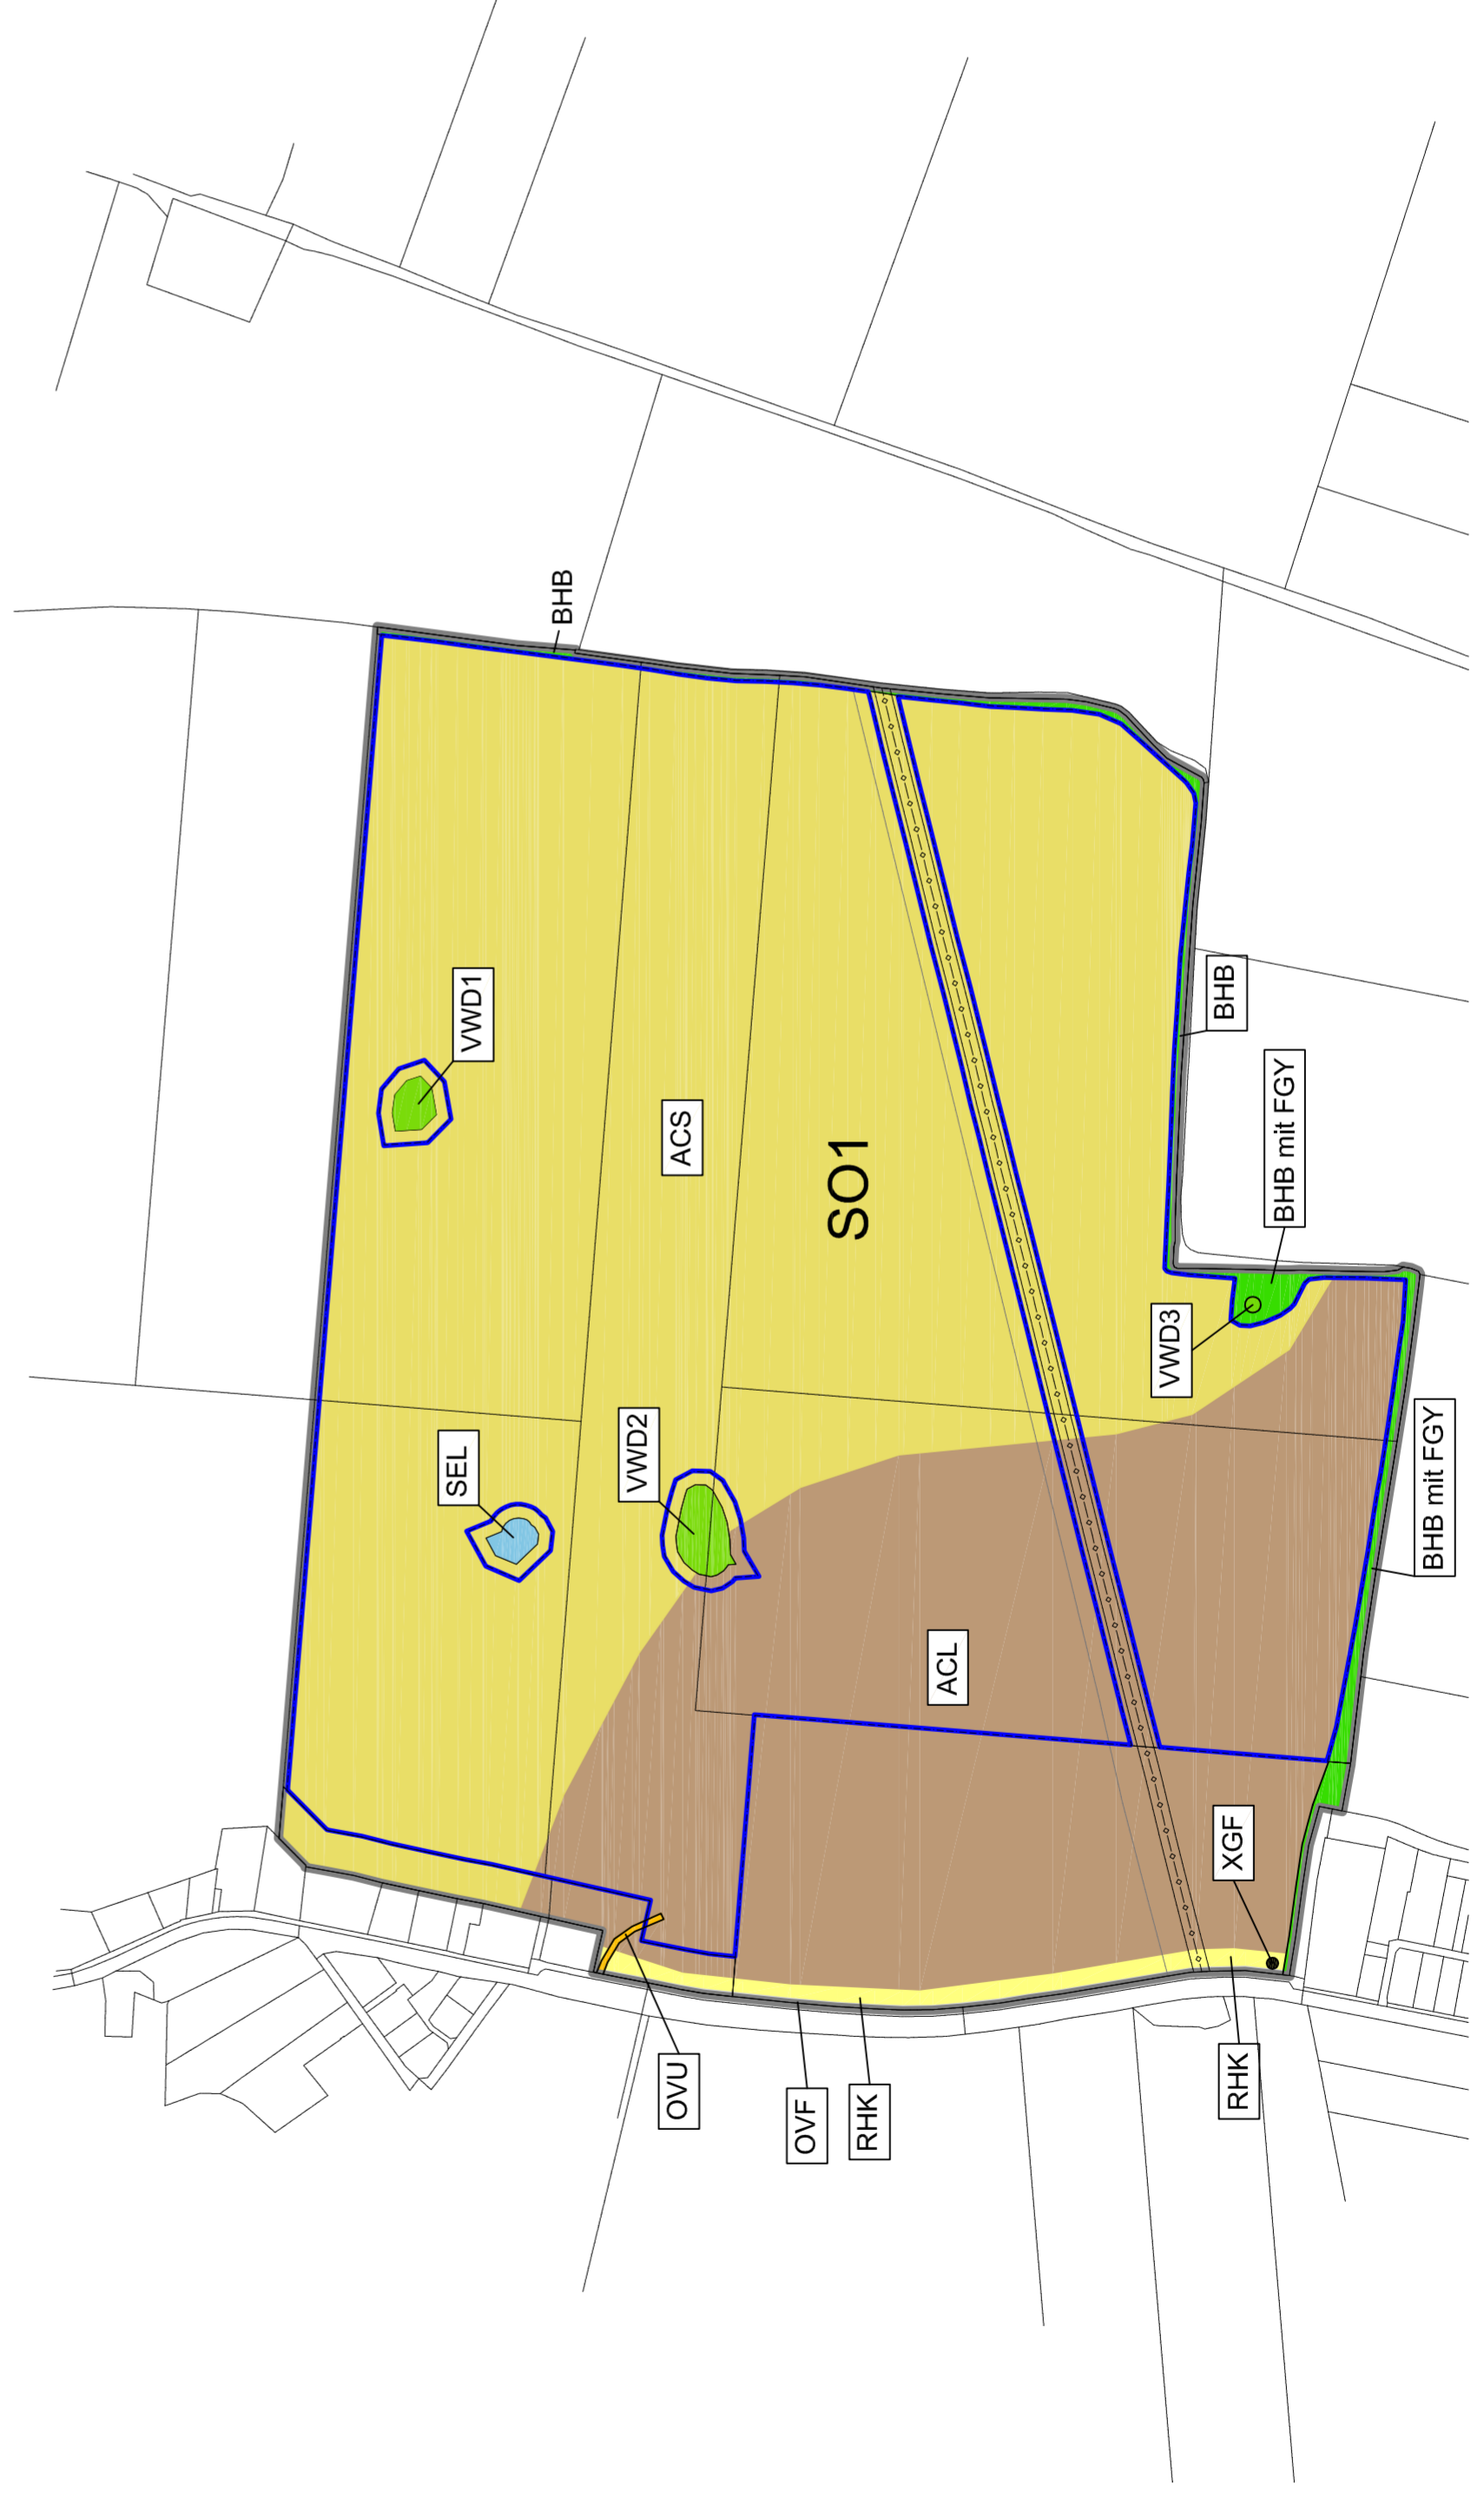 BHB
VWD1
ACS
SO1
BHB
BHB mit FGY
VWD3
SEL
VWD2
BHB mit FGY
ACL
XGF
OVU
OVF
RHK
RHK